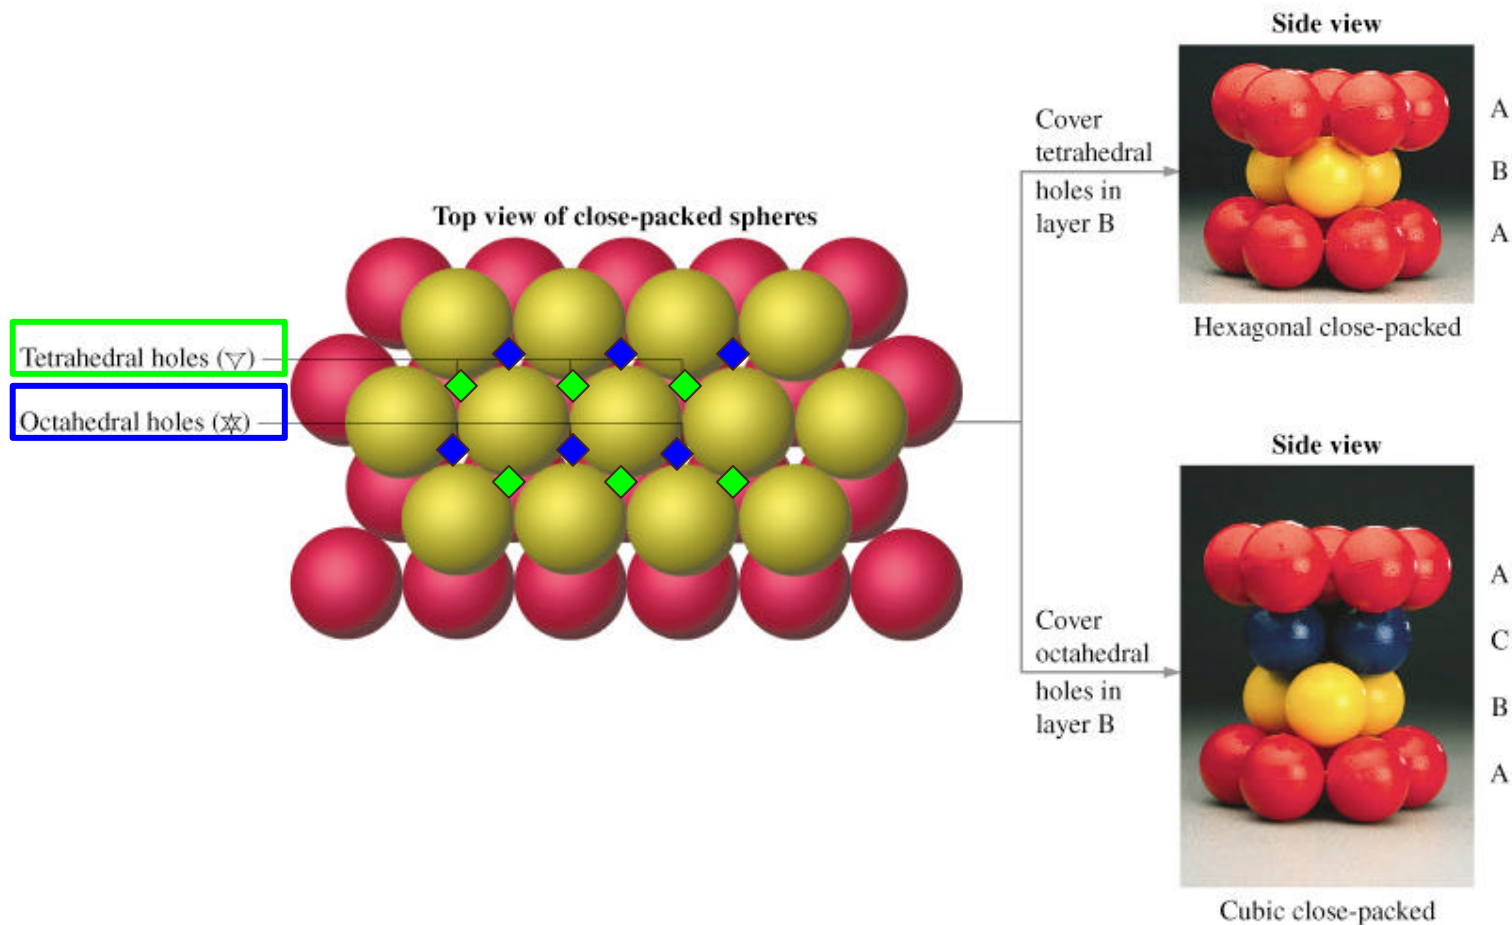 Top view of close-packed spheres
Tetrahedral holes (▽)
Octahedral holes (✡)
Cover
tetrahedral
holes in
layer B
Side view
A
B
A
Hexagonal close-packed
Cover
octahedral
holes in
layer B
Side view
A
C
B
A
Cubic close-packed